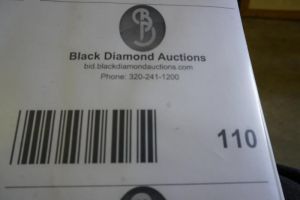 Black Diamond Auctions
bid.blackdiamondauctions.com
Phone: 320-241-1200
110